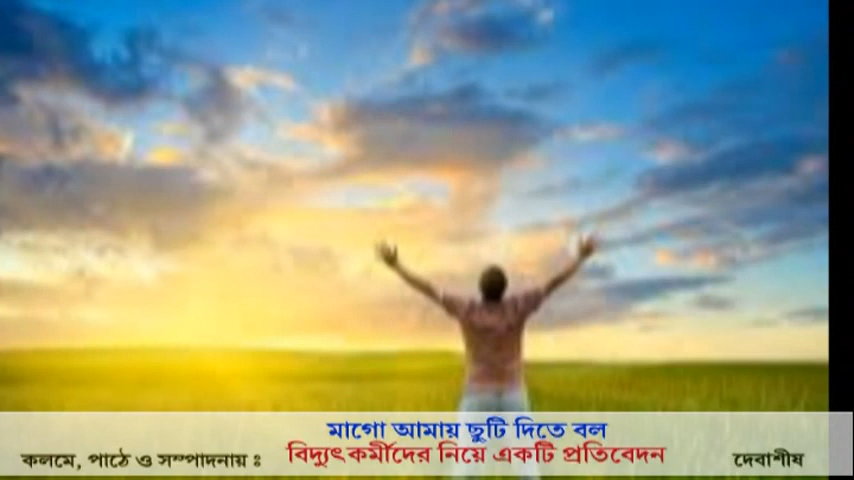 মাগো আমায় ছুটি দিতে বল
বিদ্যুৎ কর্মীদের নিয়ে একটি প্রতিবেদন
কলমে, পাঠে ও সম্পাদনায় ঃ দেবাশীষ